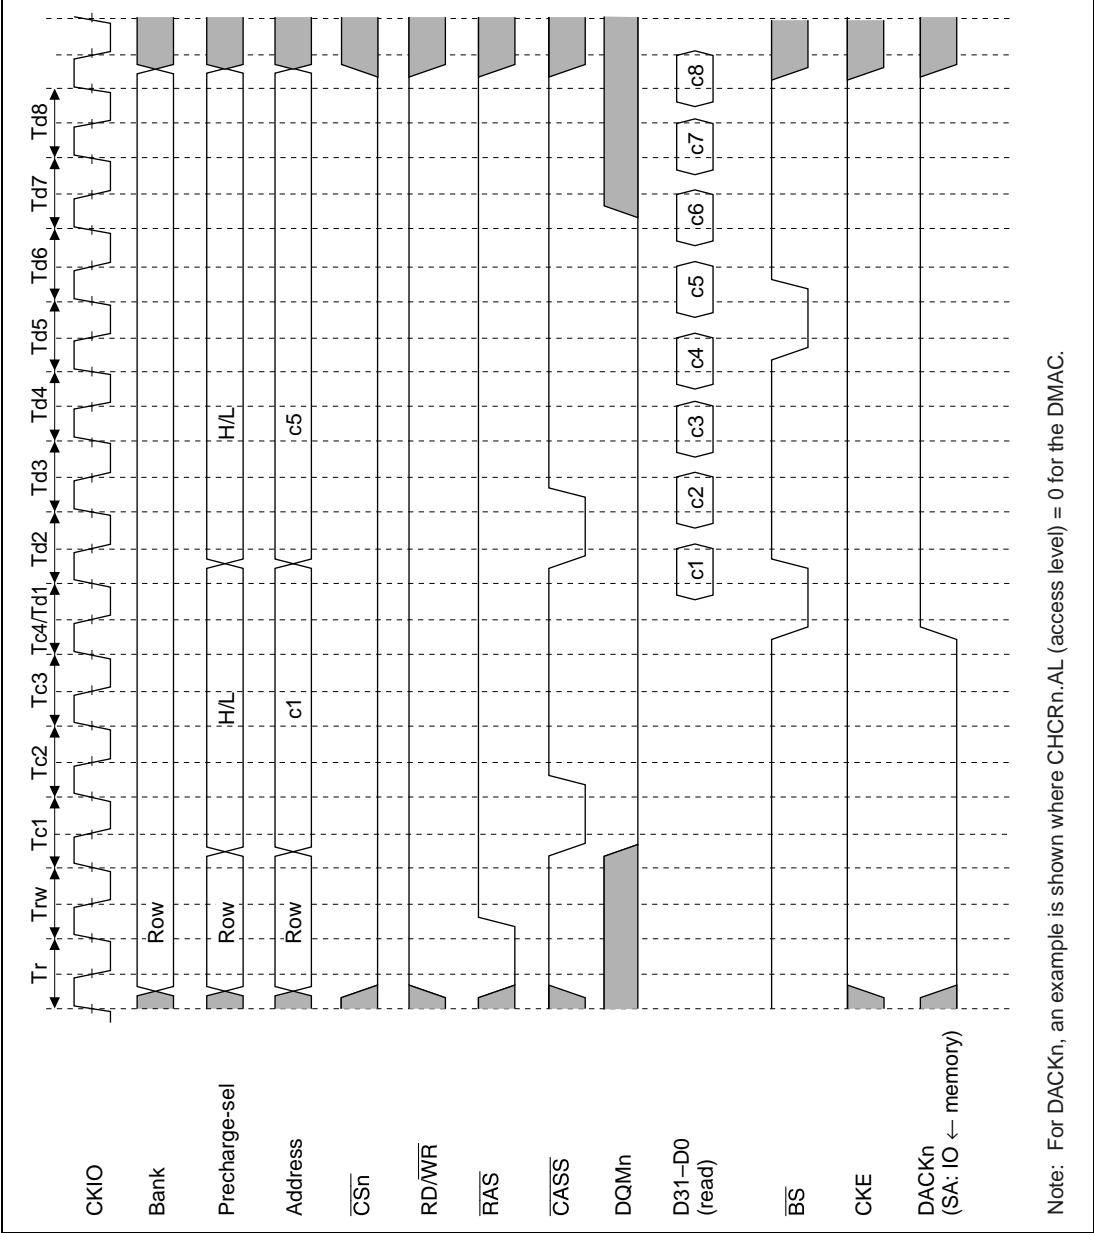 Tr Trw Tc1 Tc2 Tc3 Tc4/Td1 Td2 Td3 Td4 Td5 Td6 Td7 Td8
CKIO
Bank Row
Precharge-sel Row H/L H/L
Address Row c1 c5
CSn
RD/WR
RAS
CASS
DQMn
D31–D0 c1 c2 c3 c4 c5 c6 c7 c8
(read)
BS
CKE
DACKn
(SA: IO ← memory)
Note: For DACKn, an example is shown where CHCRn.AL (access level) = 0 for the DMAC.